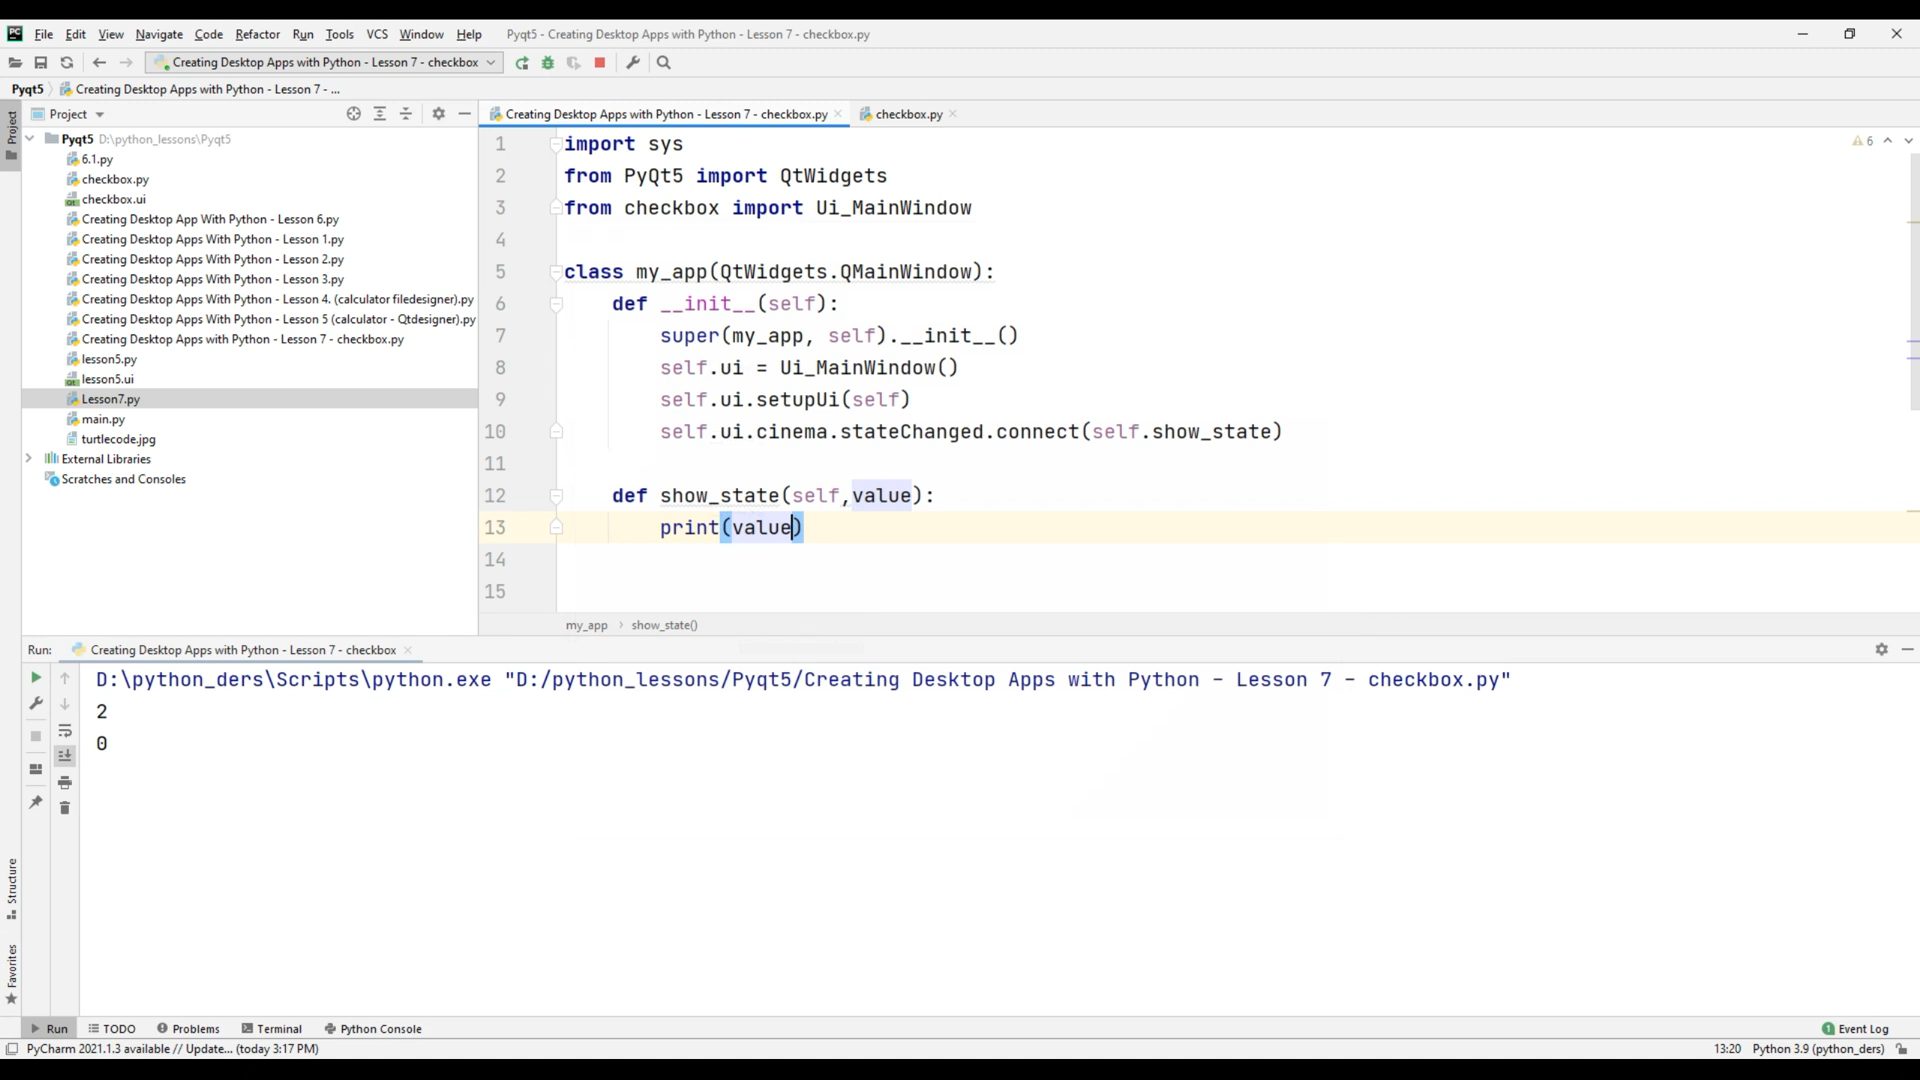 File Edit View Navigate Code Refactor Run Tools VCS Window Help Pyqt5 - Creating Desktop Apps with Python - Lesson 7 - checkbox.py
Creating Desktop Apps with Python - Lesson 7 - checkbox
Pyqt5 Creating Desktop Apps with Python - Lesson 7 - ...
Project
Project
Creating Desktop Apps with Python - Lesson 7 - checkbox.py
checkbox.py
Pyqt5 D:\python_lessons\Pyqt5
6.1.py
checkbox.py
checkbox.ui
Creating Desktop App With Python - Lesson 6.py
Creating Desktop Apps With Python - Lesson 1.py
Creating Desktop Apps With Python - Lesson 2.py
Creating Desktop Apps With Python - Lesson 3.py
Creating Desktop Apps With Python - Lesson 4. (calculator filedesigner).py
Creating Desktop Apps With Python - Lesson 5 (calculator - Qtdesigner).py
Creating Desktop Apps with Python - Lesson 7 - checkbox.py
lesson5.py
lesson5.ui
Lesson7.py
main.py
turtlecode.jpg
External Libraries
Scratches and Consoles
6
1 import sys
2 from PyQt5 import QtWidgets
3 from checkbox import Ui_MainWindow
4
5 class my_app(QtWidgets.QMainWindow):
6 def __init__(self):
7 super(my_app, self).__init__()
8 self.ui = Ui_MainWindow()
9 self.ui.setupUi(self)
10 self.ui.cinema.stateChanged.connect(self.show_state)
11
12 def show_state(self,value):
13 print(value)
14
15
my_app › show_state()
Run: Creating Desktop Apps with Python - Lesson 7 - checkbox
D:\python_ders\Scripts\python.exe "D:/python_lessons/Pyqt5/Creating Desktop Apps with Python - Lesson 7 - checkbox.py"
2
0
Structure
Favorites
Run TODO Problems Terminal Python Console 1 Event Log
PyCharm 2021.1.3 available // Update... (today 3:17 PM) 13:20 Python 3.9 (python_ders)